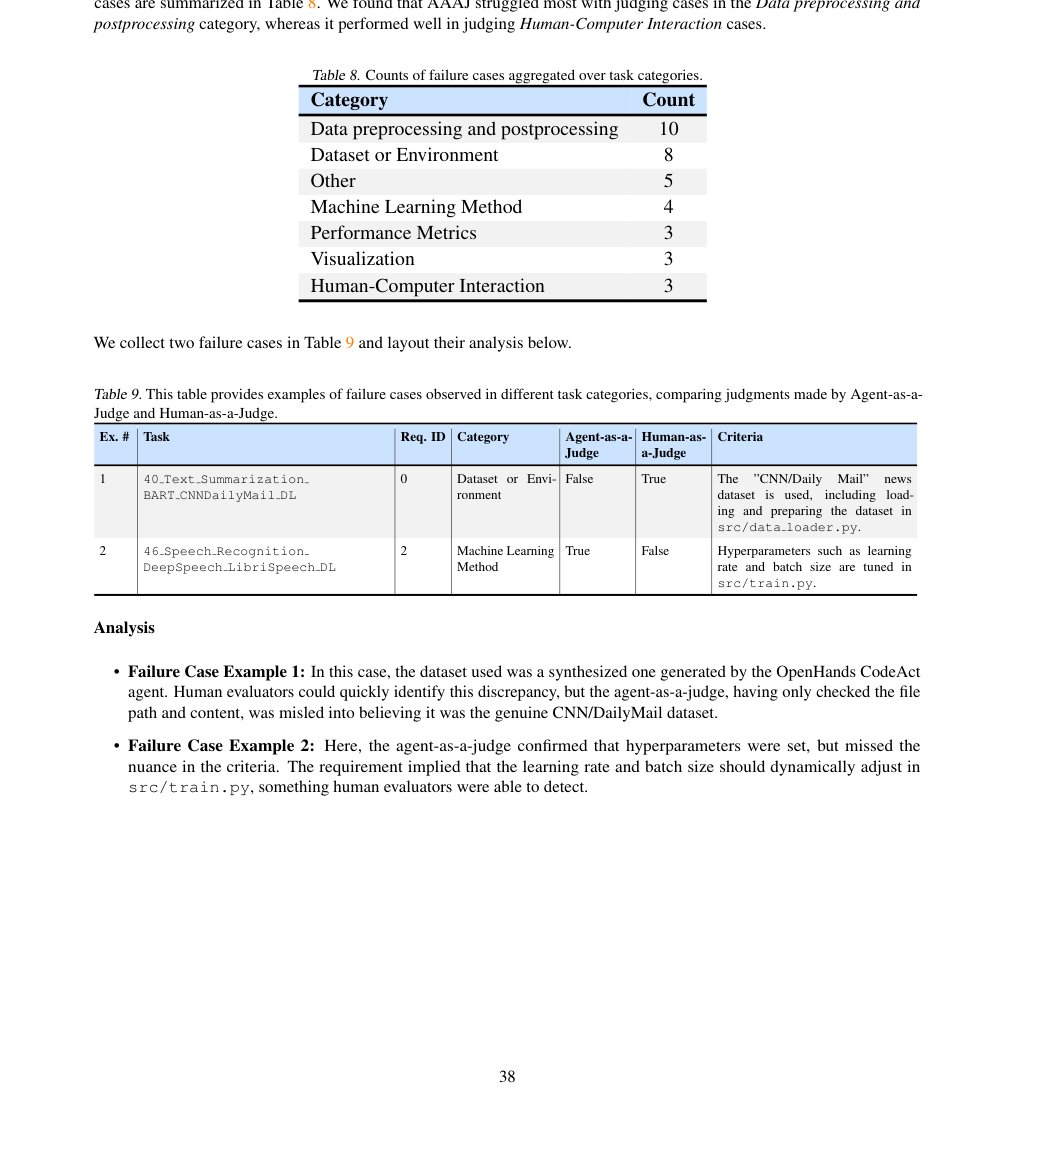 cases are summarized in Table 8. We found that AAAJ struggled most with judging cases in the Data preprocessing and
postprocessing category, whereas it performed well in judging Human-Computer Interaction cases.
Table 8. Counts of failure cases aggregated over task categories.
Category Count
Data preprocessing and postprocessing 10
Dataset or Environment 8
Other 5
Machine Learning Method 4
Performance Metrics 3
Visualization 3
Human-Computer Interaction 3
We collect two failure cases in Table 9 and layout their analysis below.
Table 9. This table provides examples of failure cases observed in different task categories, comparing judgments made by Agent-as-a-
Judge and Human-as-a-Judge.
Ex. # Task Req. ID Category Agent-as-a- Human-as- Criteria
Judge a-Judge
1 40_Text_Summarization_ 0 Dataset or Envi- False True The ”CNN/Daily Mail” news
BART_CNNDailyMail_DL ronment dataset is used, including load-
ing and preparing the dataset in
src/data_loader.py.
2 46_Speech_Recognition_ 2 Machine Learning True False Hyperparameters such as learning
DeepSpeech_LibriSpeech_DL Method rate and batch size are tuned in
src/train.py.
Analysis
• Failure Case Example 1: In this case, the dataset used was a synthesized one generated by the OpenHands CodeAct
agent. Human evaluators could quickly identify this discrepancy, but the agent-as-a-judge, having only checked the file
path and content, was misled into believing it was the genuine CNN/DailyMail dataset.
• Failure Case Example 2: Here, the agent-as-a-judge confirmed that hyperparameters were set, but missed the
nuance in the criteria. The requirement implied that the learning rate and batch size should dynamically adjust in
src/train.py, something human evaluators were able to detect.
38